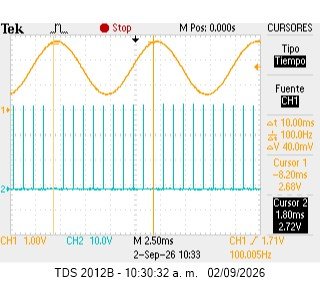 Tek Stop M Pos: 0.000s CURSORES
Tipo
Tiempo
Fuente
CH1
Δt 10.00ms
1/Δt 100.0Hz
ΔV 40.0mV
Cursor 1
-8.20ms
2.68V
Cursor 2
1.80ms
2.72V
1
2
CH1 1.00V CH2 10.0V M 2.50ms CH1 / 1.71V
2-Sep-26 10:33 100.005Hz
TDS 2012B - 10:30:32 a. m. 02/09/2026